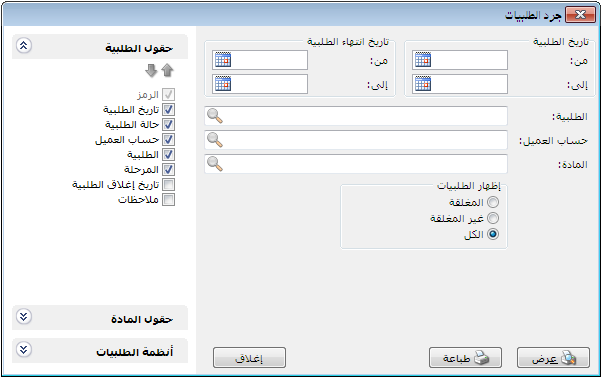 جرد الطلبيات
تاريخ الطلبية
من:
إلى:
تاريخ انتهاء الطلبية
من:
إلى:
الطلبية:
حساب العميل:
المادة:
إظهار الطلبيات
المغلقة
غير المغلقة
الكل
عرض
طباعة
إغلاق
حقول الطلبية
الرمز
تاريخ الطلبية
حالة الطلبية
حساب العميل
الطلبية
المرحلة
تاريخ إغلاق الطلبية
ملاحظات
حقول المادة
أنظمة الطلبيات